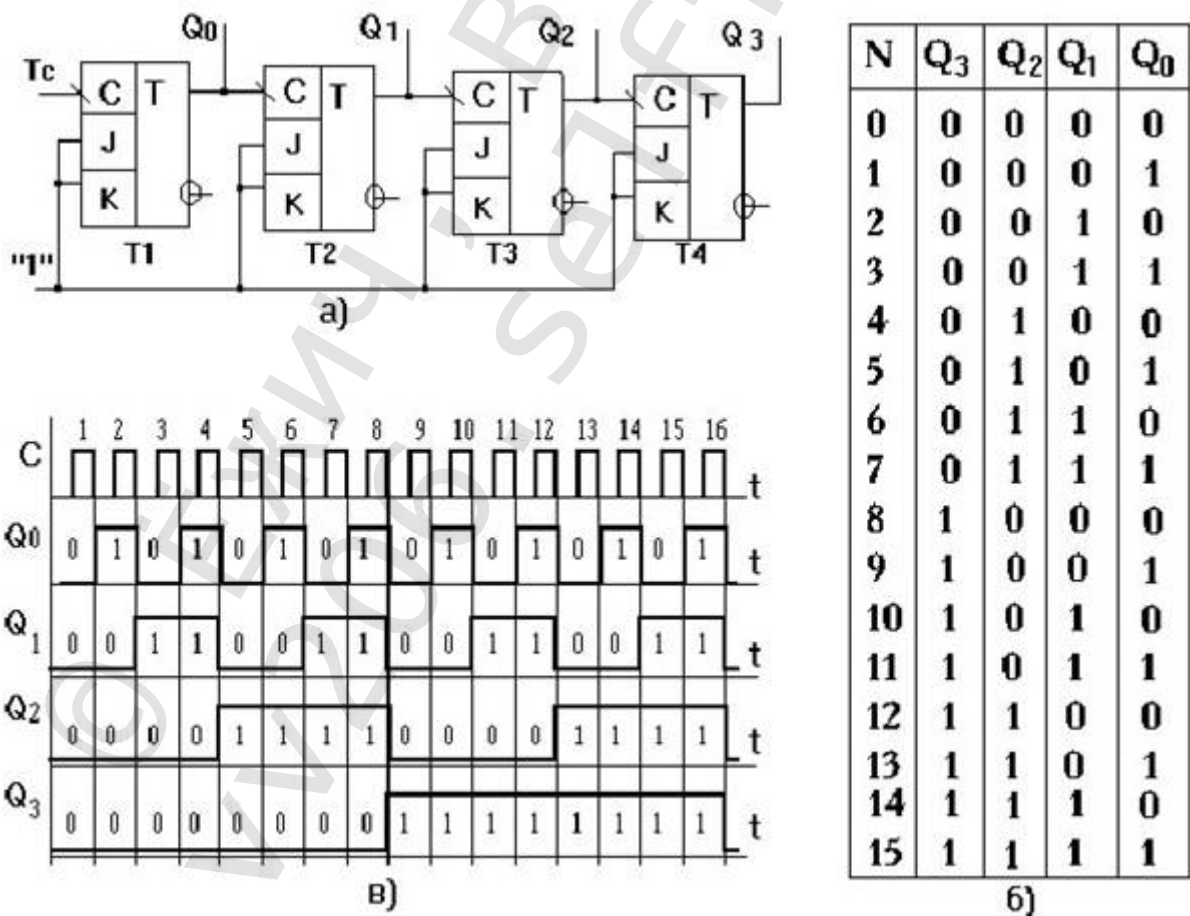 Q0 Q1 Q2 Q3
Tc
C T C T C T C T
J J J J
K K K K
T1 T2 T3 T4
"1"
а)
1 2 3 4 5 6 7 8 9 10 11 12 13 14 15 16
C t
Q0 0 1 0 1 0 1 0 1 0 1 0 1 0 1 0 1 t
Q1 0 0 1 1 0 0 1 1 0 0 1 1 0 0 1 1 t
Q2 0 0 0 0 1 1 1 1 0 0 0 0 1 1 1 1 t
Q3 0 0 0 0 0 0 0 0 1 1 1 1 1 1 1 1 t
в)
N Q3 Q2 Q1 Q0
0 0 0 0 0
1 0 0 0 1
2 0 0 1 0
3 0 0 1 1
4 0 1 0 0
5 0 1 0 1
6 0 1 1 0
7 0 1 1 1
8 1 0 0 0
9 1 0 0 1
10 1 0 1 0
11 1 0 1 1
12 1 1 0 0
13 1 1 0 1
14 1 1 1 0
15 1 1 1 1
б)
© Ёжич